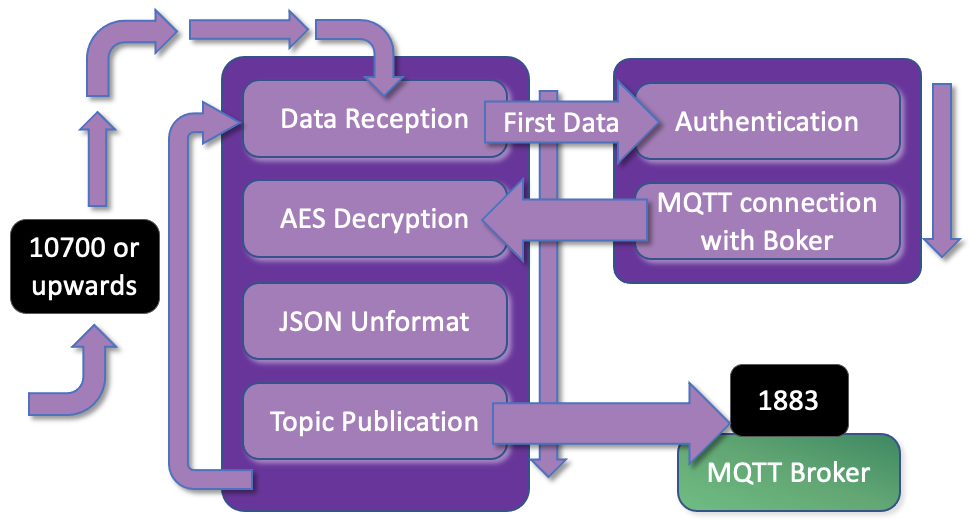 Data Reception
First Data
Authentication
AES Decryption
MQTT connection
with Boker
10700 or
upwards
JSON Unformat
Topic Publication
1883
MQTT Broker